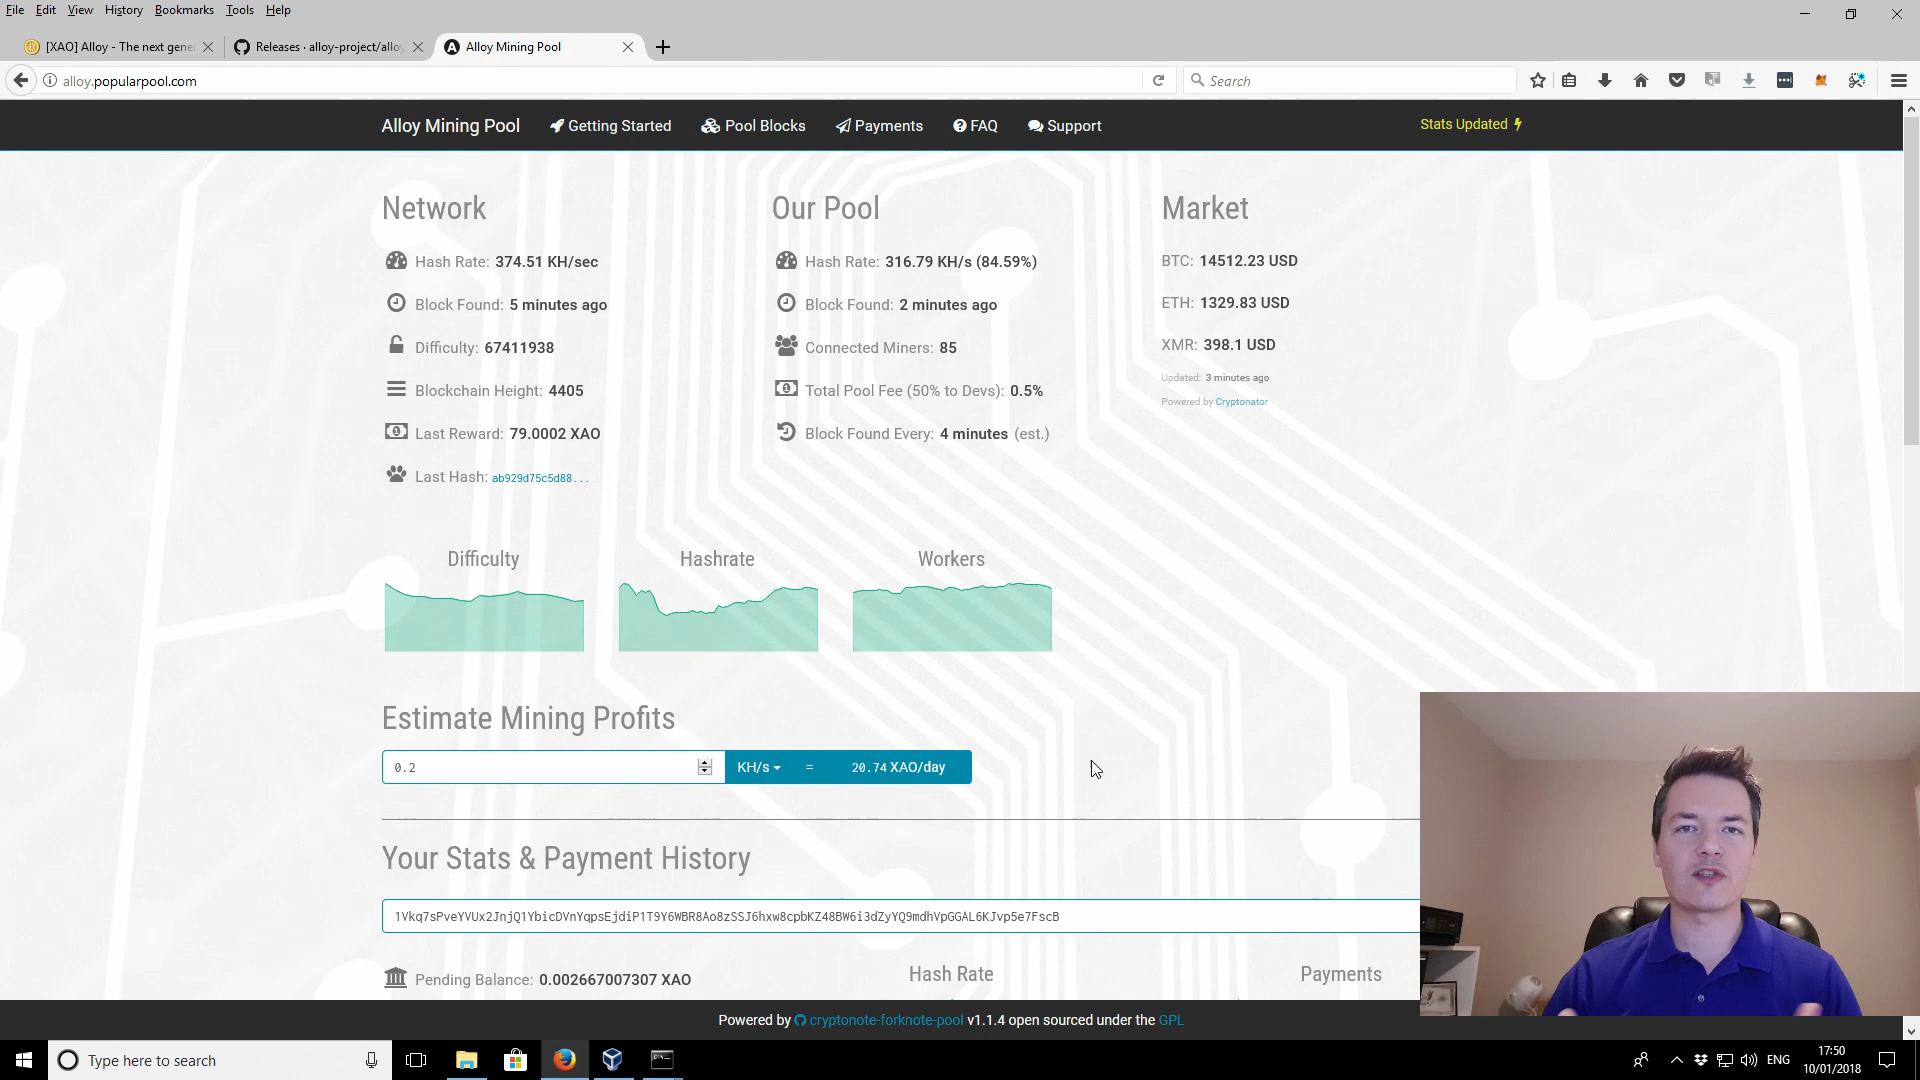 File Edit View History Bookmarks Tools Help
[XAO] Alloy - The next gene
Releases · alloy-project/alloy
Alloy Mining Pool
alloy.popularpool.com
Search
Alloy Mining Pool
Getting Started
Pool Blocks
Payments
FAQ
Support
Stats Updated
Network
Hash Rate: 374.51 KH/sec
Block Found: 5 minutes ago
Difficulty: 67411938
Blockchain Height: 4405
Last Reward: 79.0002 XAO
Last Hash: ab929d75c5d88...
Our Pool
Hash Rate: 316.79 KH/s (84.59%)
Block Found: 2 minutes ago
Connected Miners: 85
Total Pool Fee (50% to Devs): 0.5%
Block Found Every: 4 minutes (est.)
Market
BTC: 14512.23 USD
ETH: 1329.83 USD
XMR: 398.1 USD
Updated: 3 minutes ago
Powered by Cryptonator
Difficulty
Hashrate
Workers
Estimate Mining Profits
0.2
KH/s = 20.74 XAO/day
Your Stats & Payment History
1Vkq7sPveYVUx2JnjQ1YbicDVnYqpsEjdiP1T9Y6WBR8Ao8zSSJ6hxw8cpbKZ48BW6i3dZyYQ9mdhVpGGAL6KJvp5e7FscB
Pending Balance: 0.002667007307 XAO
Hash Rate
Payments
Powered by cryptonote-forknote-pool v1.1.4 open sourced under the GPL
Type here to search
ENG
17:50
10/01/2018